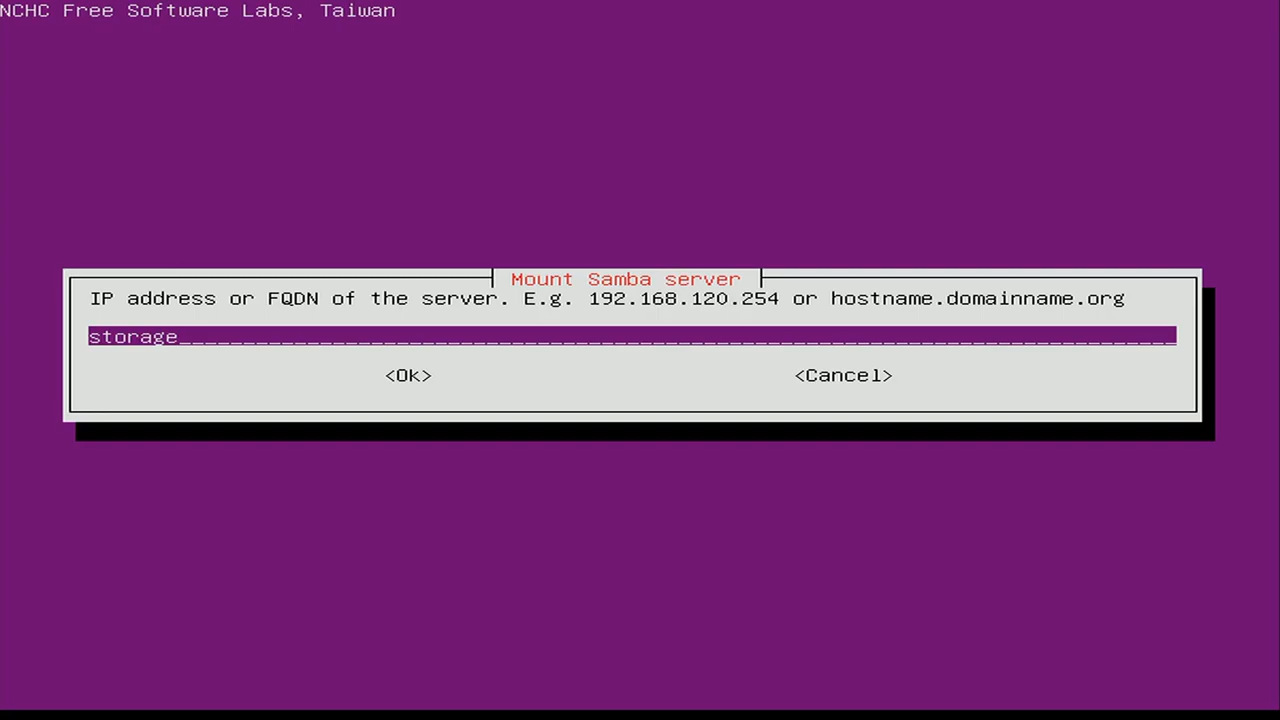 NCHC Free Software Labs, Taiwan
Mount Samba server
IP address or FQDN of the server. E.g. 192.168.120.254 or hostname.domainname.org
storage
<Ok> <Cancel>